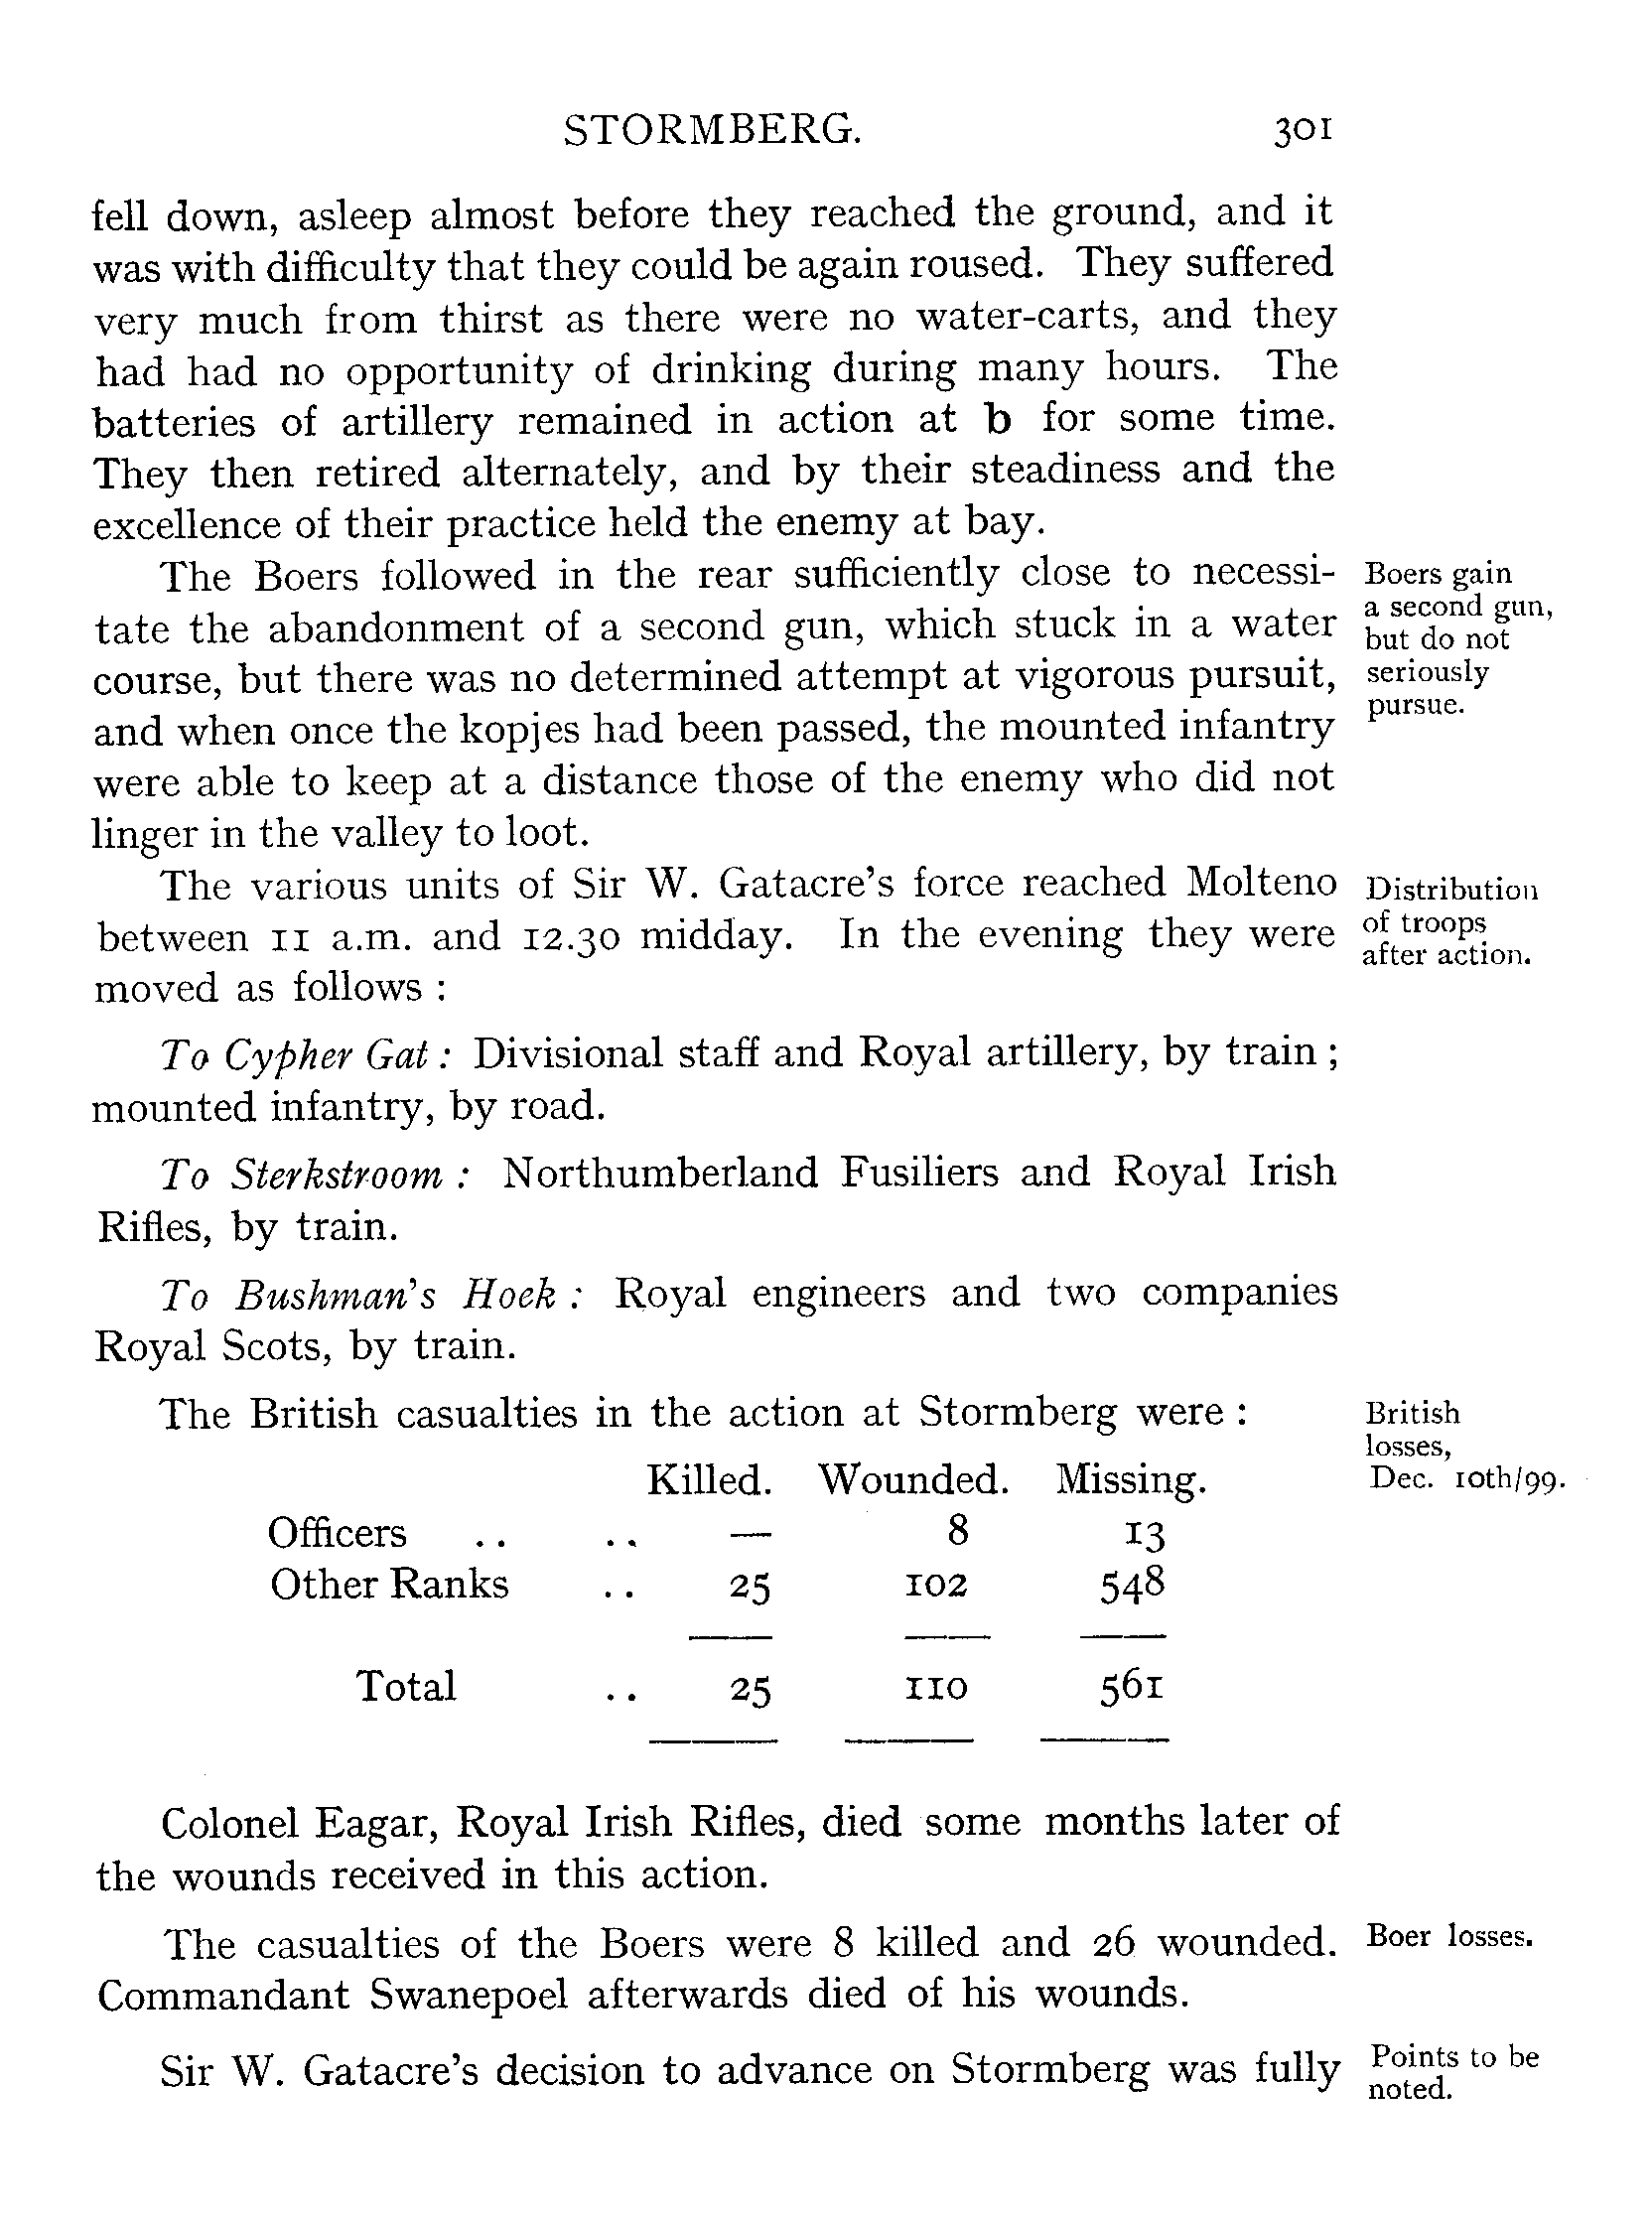 STORMBERG. 301
fell down, asleep almost before they reached the ground, and it
was with difficulty that they could be again roused. They suffered
very much from thirst as there were no water-carts, and they
had had no opportunity of drinking during many hours. The
batteries of artillery remained in action at b for some time.
They then retired alternately, and by their steadiness and the
excellence of their practice held the enemy at bay.
The Boers followed in the rear sufficiently close to necessi-
tate the abandonment of a second gun, which stuck in a water
course, but there was no determined attempt at vigorous pursuit,
and when once the kopjes had been passed, the mounted infantry
were able to keep at a distance those of the enemy who did not
linger in the valley to loot.
Boers gain
a second gun,
but do not
seriously
pursue.
The various units of Sir W. Gatacre's force reached Molteno
between 11 a.m. and 12.30 midday. In the evening they were
moved as follows :
Distribution
of troops
after action.
To Cypher Gat : Divisional staff and Royal artillery, by train ;
mounted infantry, by road.
To Sterkstroom : Northumberland Fusiliers and Royal Irish
Rifles, by train.
To Bushman's Hoek : Royal engineers and two companies
Royal Scots, by train.
The British casualties in the action at Stormberg were :
British
losses,
Dec. 10th/99.
Killed. Wounded. Missing.
Officers .. .. — 8 13
Other Ranks .. 25 102 548
Total .. 25 110 561
Colonel Eagar, Royal Irish Rifles, died some months later of
the wounds received in this action.
The casualties of the Boers were 8 killed and 26 wounded.
Commandant Swanepoel afterwards died of his wounds.
Boer losses.
Sir W. Gatacre's decision to advance on Stormberg was fully
Points to be
noted.